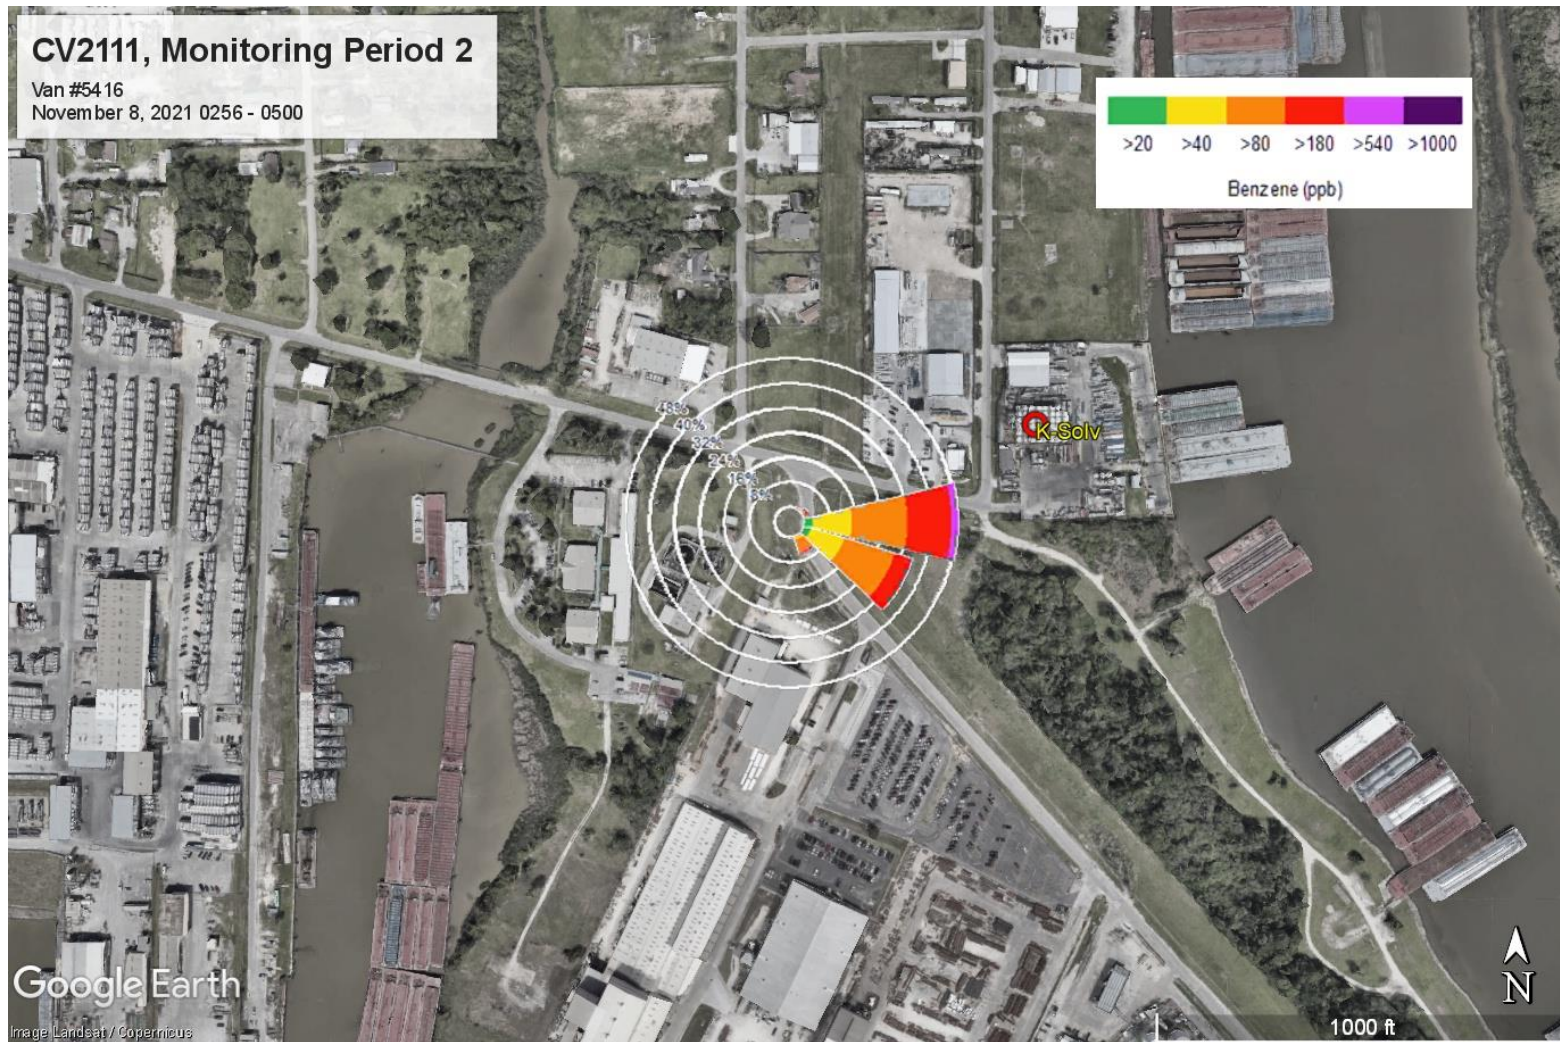 CV2111, Monitoring Period 2
Van #5416
November 8, 2021 0256 - 0500
>20 >40 >80 >180 >540 >1000
Benzene (ppb)
48%
40%
32%
24%
16%
8%
K-Solv
Google Earth
N
Image Landsat / Copernicus
1000 ft